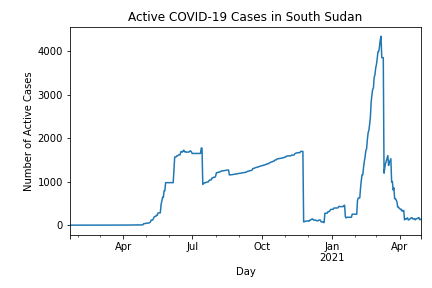 Active COVID-19 Cases in South Sudan
Number of Active Cases
4000
3000
2000
1000
0
Apr
Jul
Oct
Jan
2021
Apr
Day